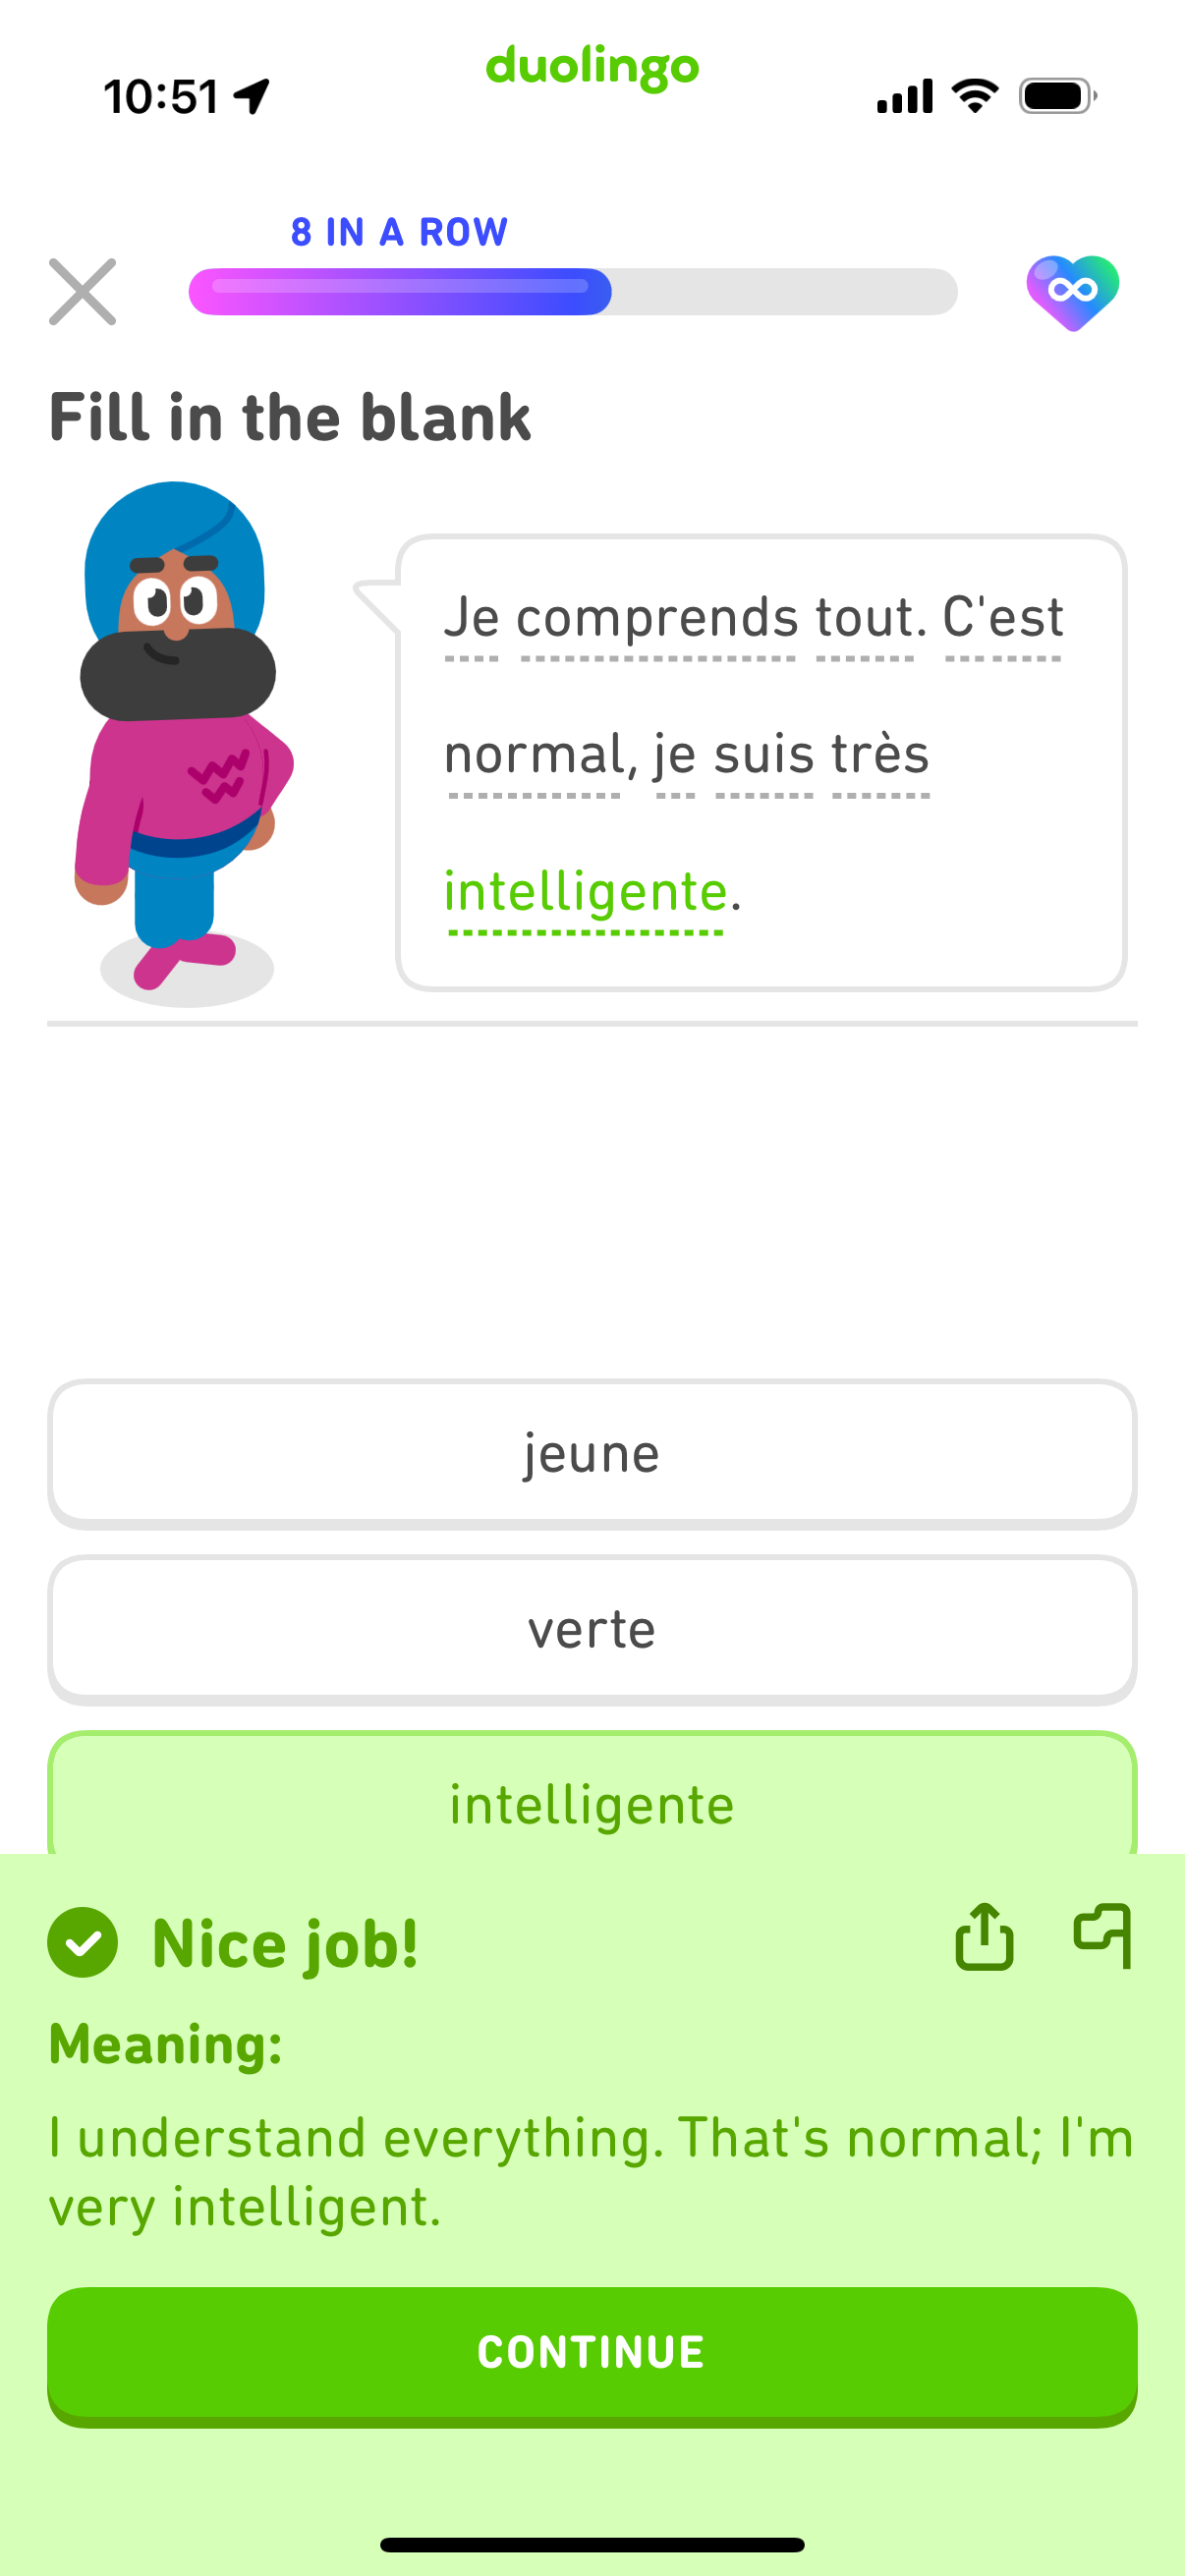 duolingo
10:51
8 IN A ROW
Fill in the blank
Je comprends tout. C'est
normal, je suis très
intelligente.
jeune
verte
intelligente
Nice job!
Meaning:
I understand everything. That's normal; I'm
very intelligent.
CONTINUE